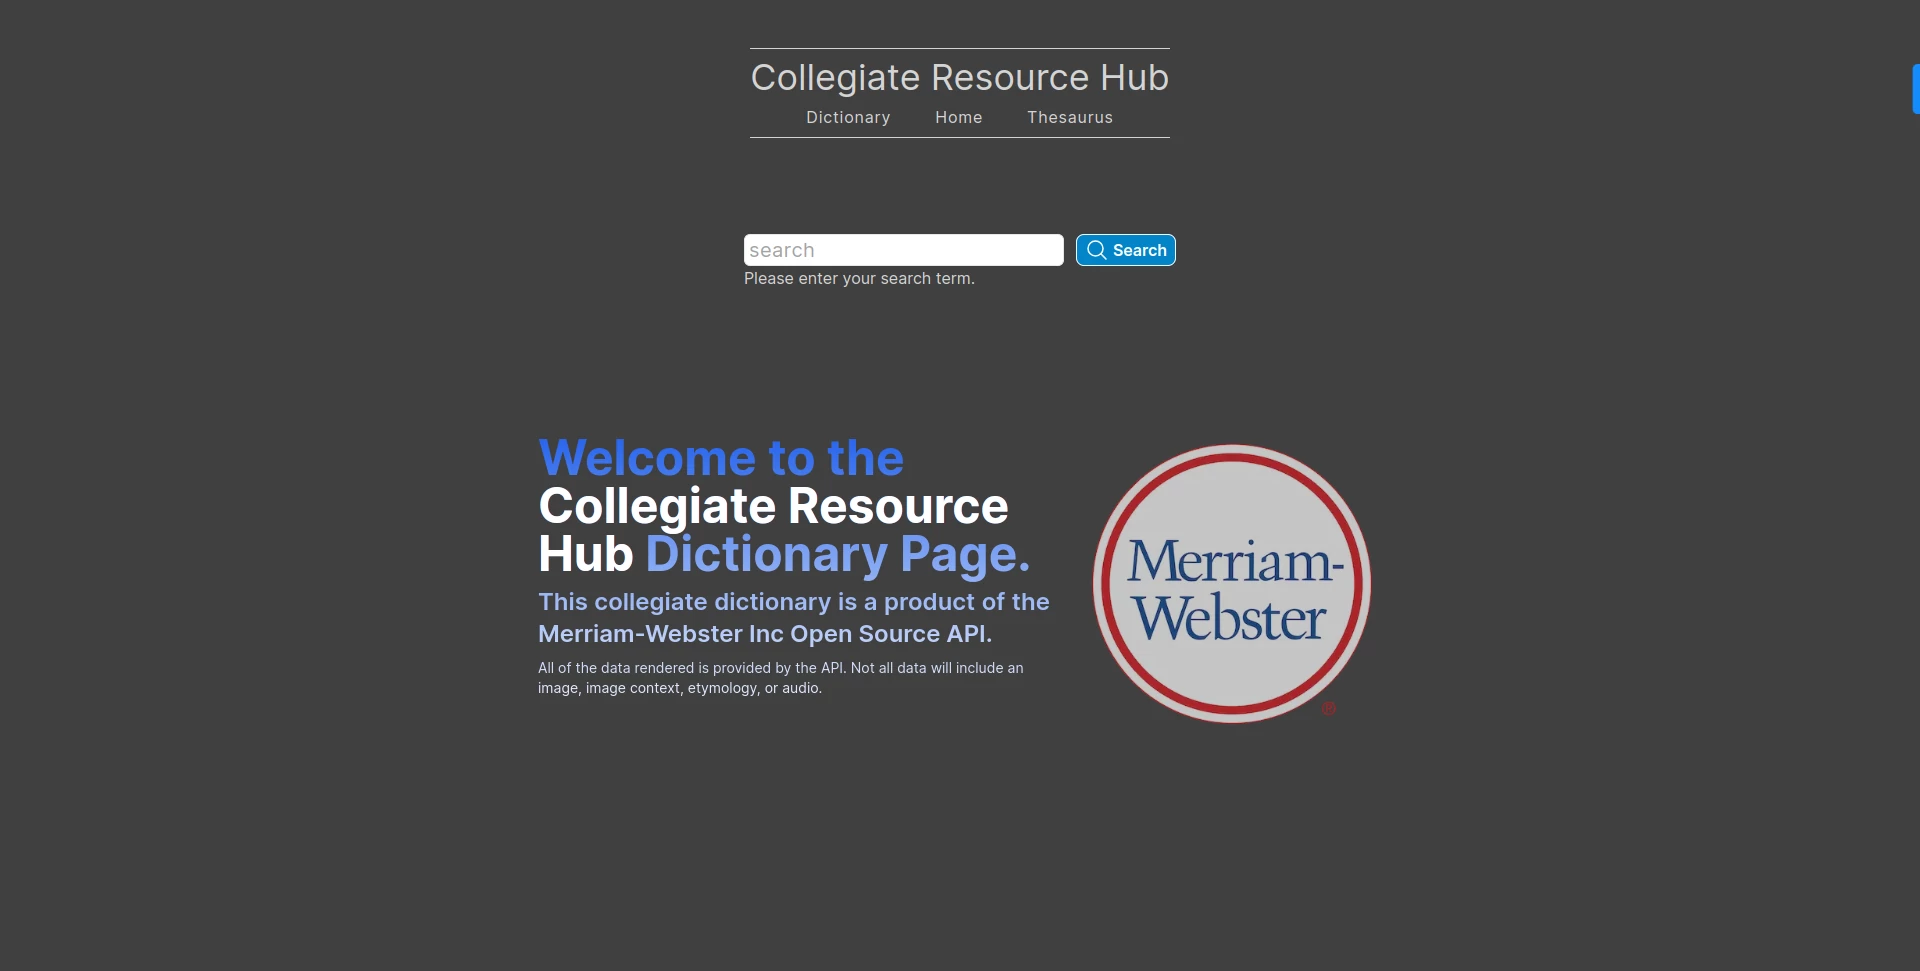 Collegiate Resource Hub
Dictionary Home Thesaurus
search
Search
Please enter your search term.
Welcome to the
Collegiate Resource
Hub Dictionary Page.
This collegiate dictionary is a product of the
Merriam-Webster Inc Open Source API.
All of the data rendered is provided by the API. Not all data will include an
image, image context, etymology, or audio.
Merriam-
Webster
®